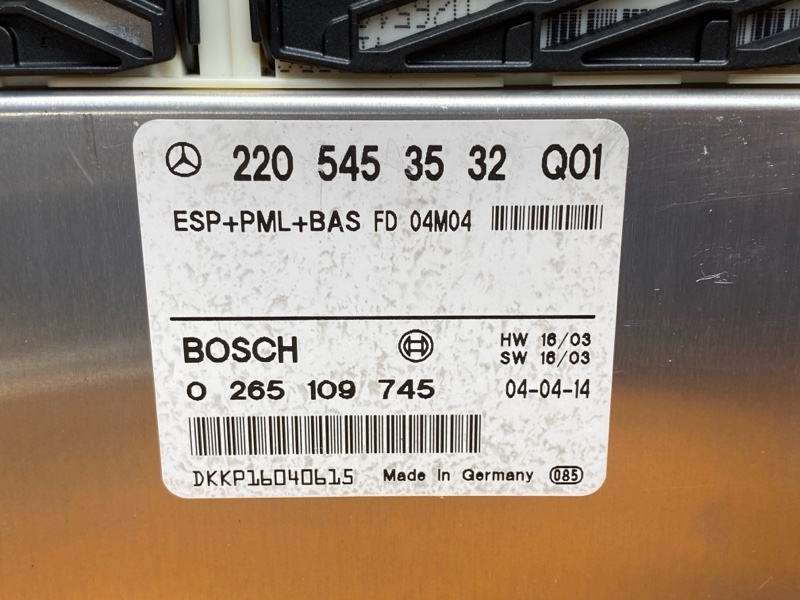 220 545 35 32 Q01
ESP+PML+BAS FD 04M04
BOSCH
HW 16/03
SW 16/03
0 265 109 745 04-04-14
DKKP16040615 Made in Germany 085